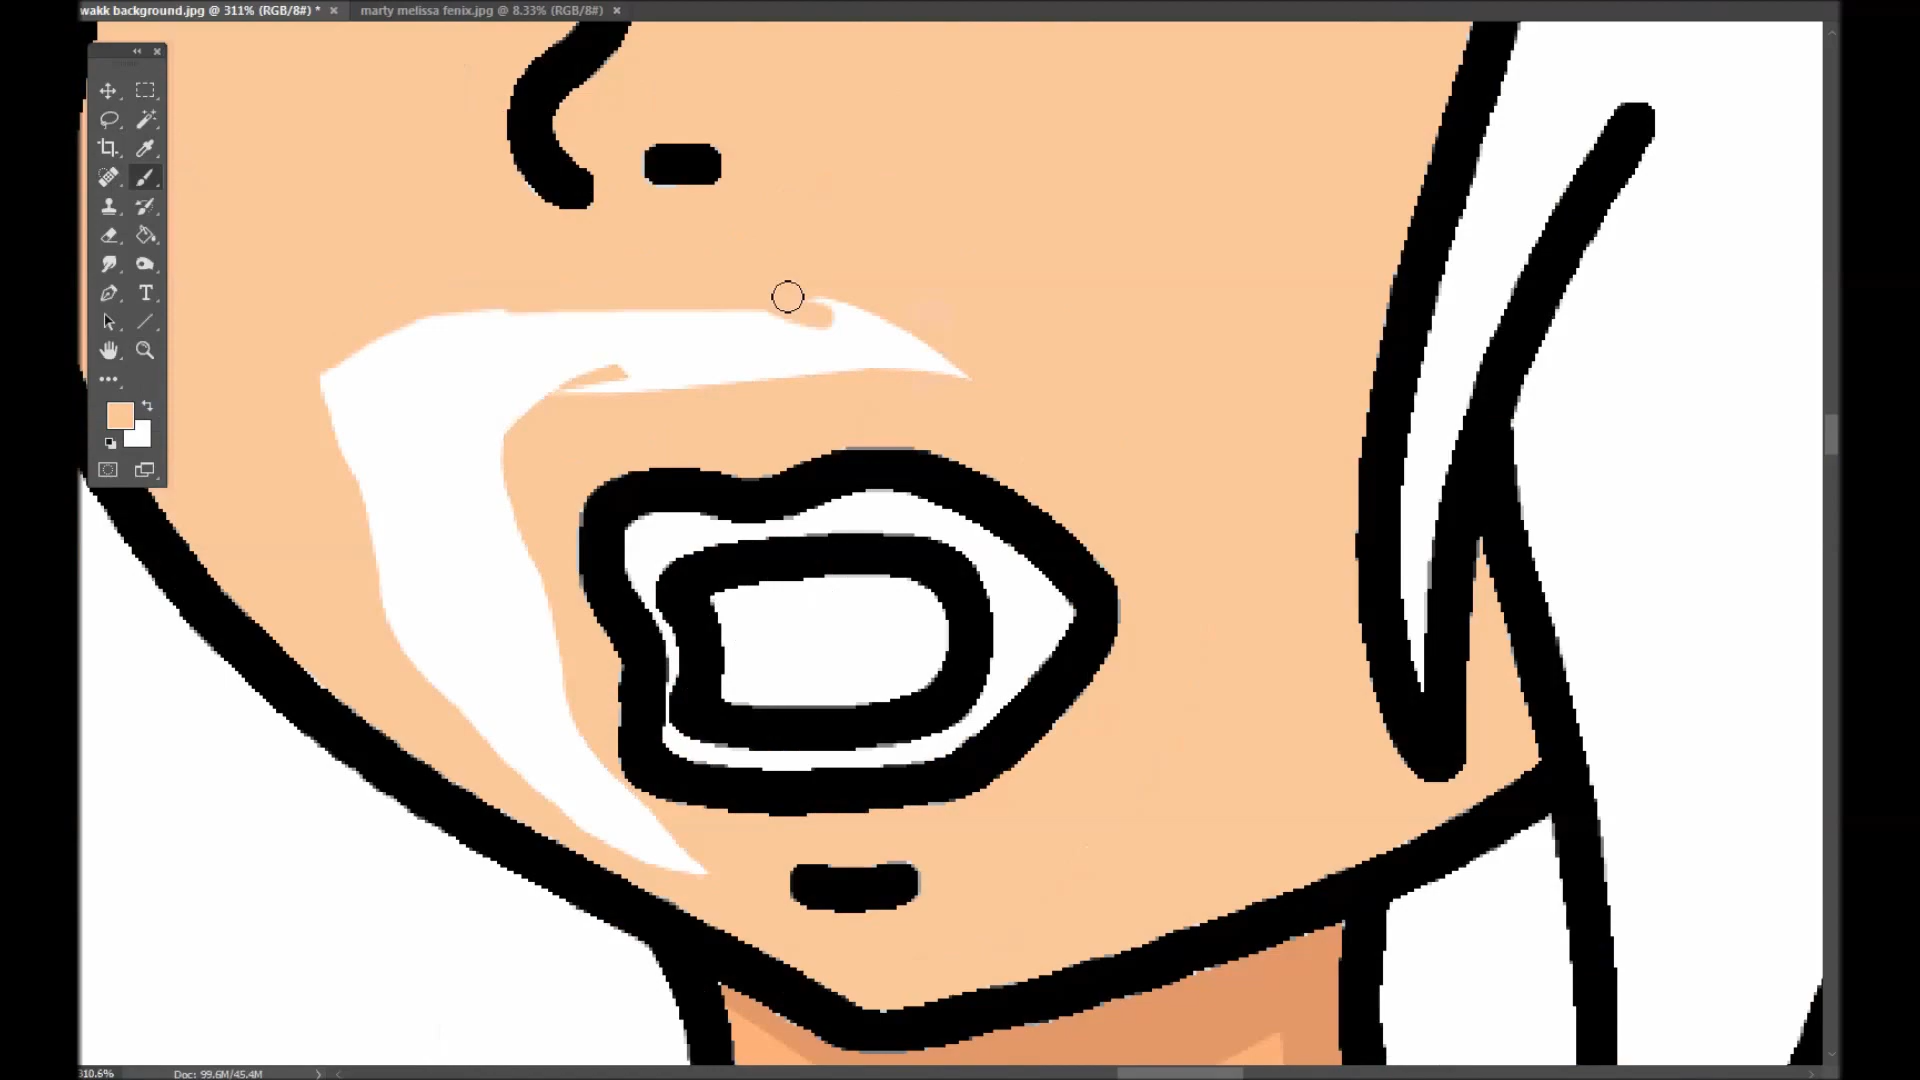 wakk background.jpg @ 311% (RGB/8#) *
marty melissa fenix.jpg @ 8.33% (RGB/8#)
310.6%
Doc: 99.6M/45.4M